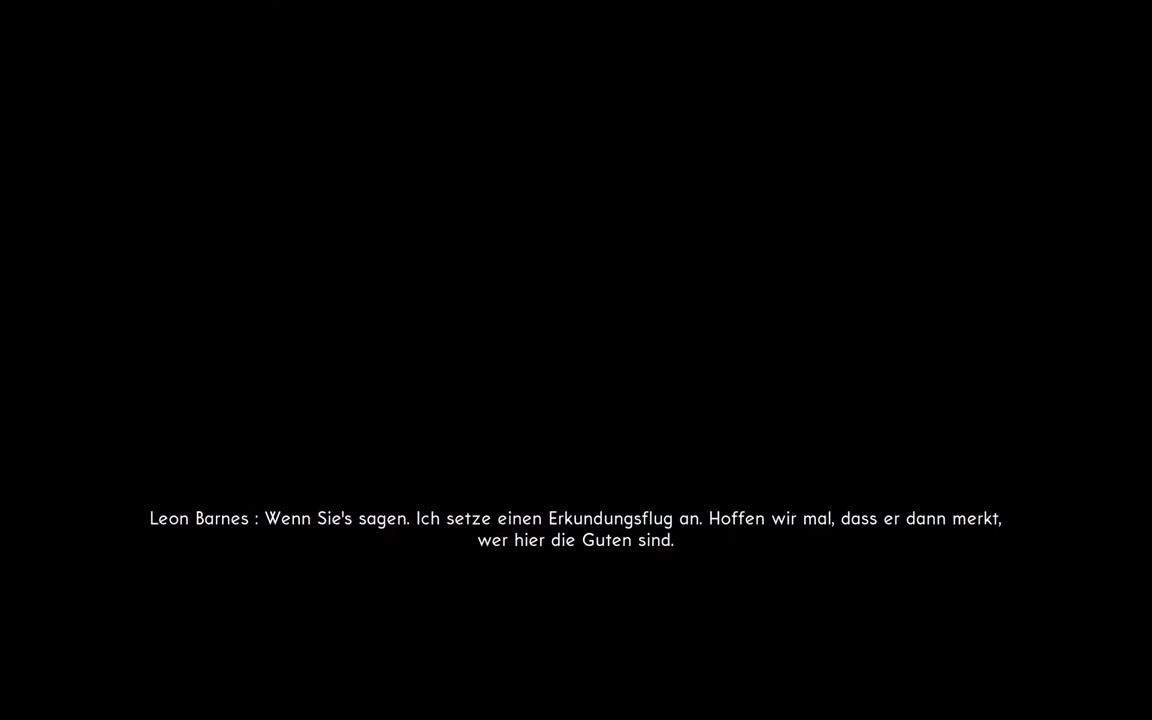 Leon Barnes : Wenn Sie's sagen. Ich setze einen Erkundungsflug an. Hoffen wir mal, dass er dann merkt,
wer hier die Guten sind.